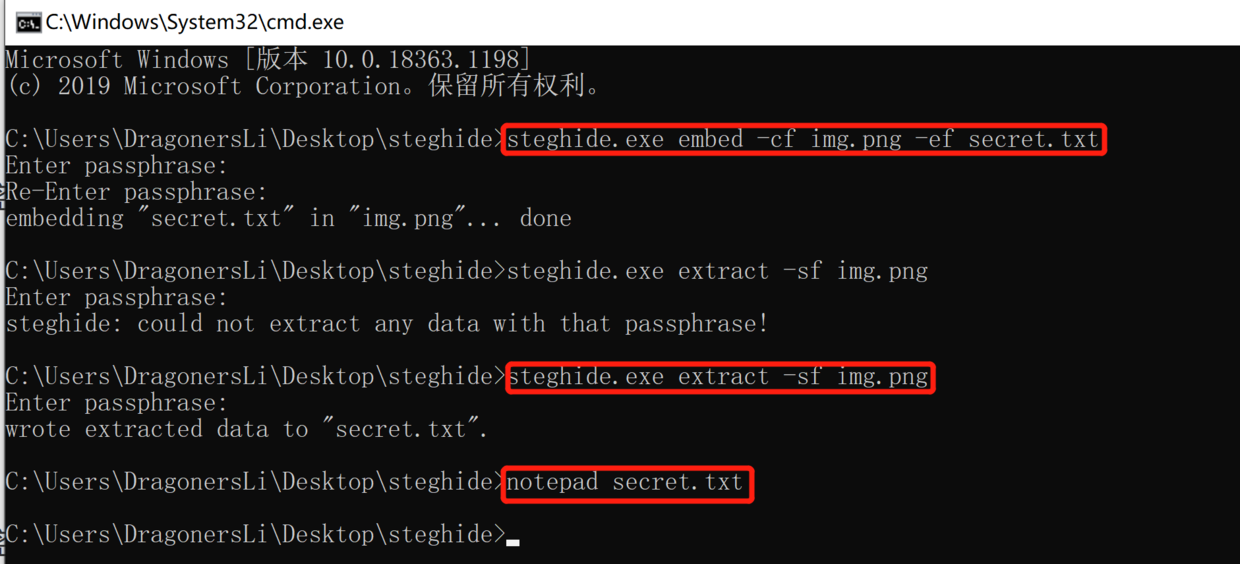 C:\Windows\System32\cmd.exe
Microsoft Windows [版本 10.0.18363.1198]
(c) 2019 Microsoft Corporation。保留所有权利。
C:\Users\DragonersLi\Desktop\steghide>steghide.exe embed -cf img.png -ef secret.txt
Enter passphrase:
Re-Enter passphrase:
embedding "secret.txt" in "img.png"... done
C:\Users\DragonersLi\Desktop\steghide>steghide.exe extract -sf img.png
Enter passphrase:
steghide: could not extract any data with that passphrase!
C:\Users\DragonersLi\Desktop\steghide>steghide.exe extract -sf img.png
Enter passphrase:
wrote extracted data to "secret.txt".
C:\Users\DragonersLi\Desktop\steghide>notepad secret.txt
C:\Users\DragonersLi\Desktop\steghide>